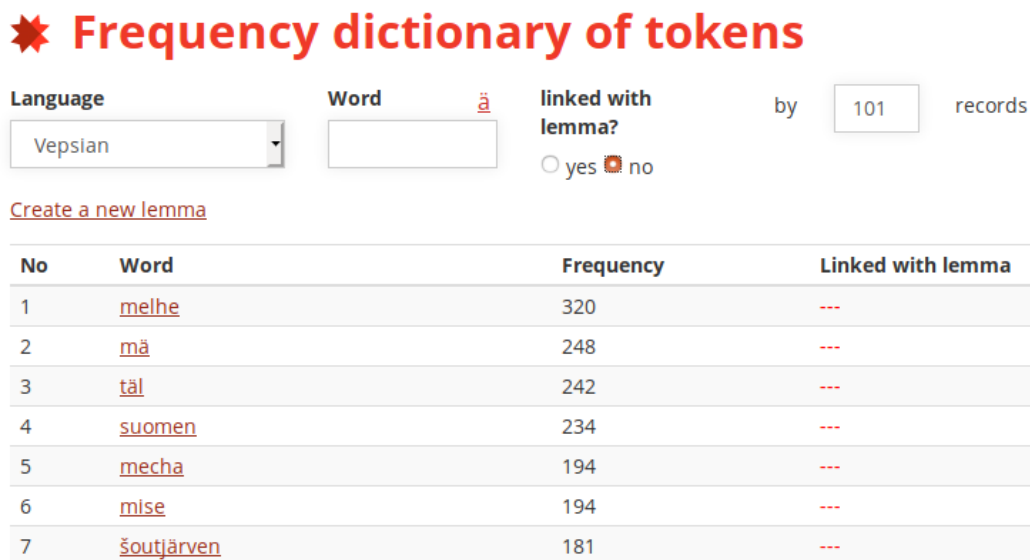 Frequency dictionary of tokens
Language Word ä linked with lemma? by 101 records
Vepsian
yes no
Create a new lemma
No Word Frequency Linked with lemma
1 melhe 320 ---
2 mä 248 ---
3 täl 242 ---
4 suomen 234 ---
5 mecha 194 ---
6 mise 194 ---
7 šoutjärven 181 ---